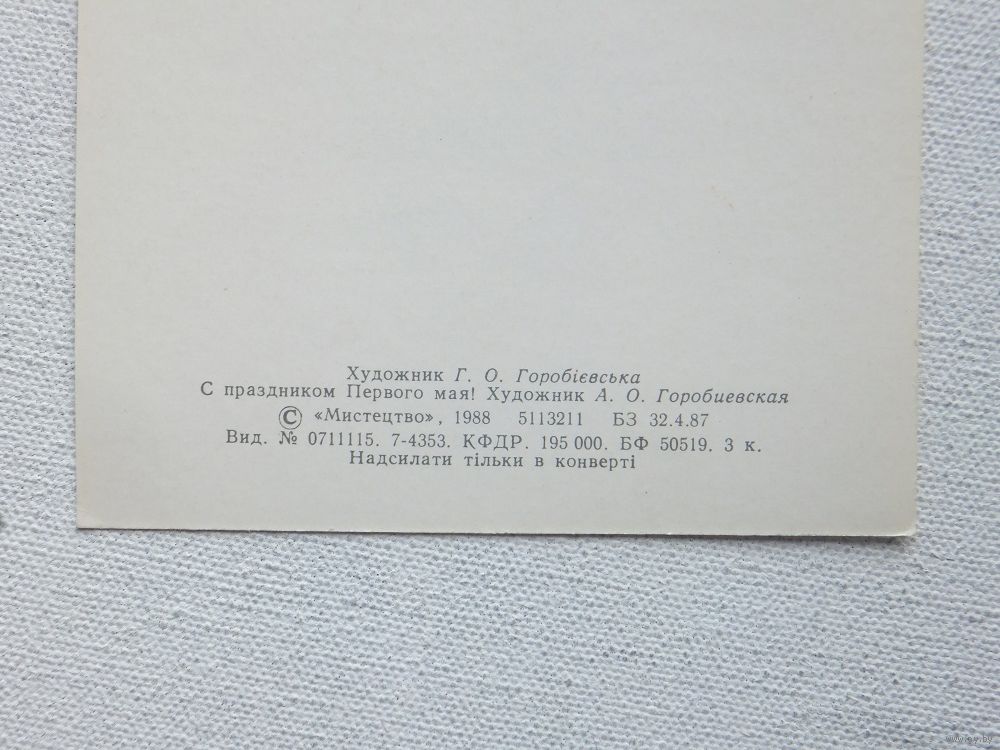 Художник Г. О. Горобієвська
С праздником Первого мая! Художник А. О. Горобиевская
© «Мистецтво», 1988 5113211 БЗ 32.4.87
Вид. № 0711115. 7-4353. КФДР. 195 000. БФ 50519. 3 к.
Надсилати тільки в конверті